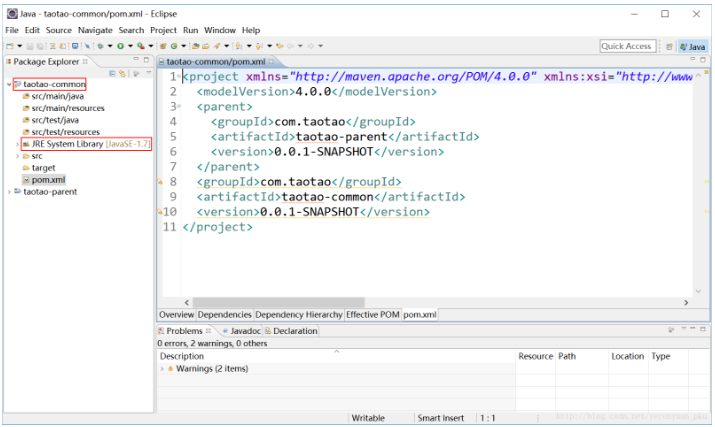 Java - taotao-common/pom.xml - Eclipse
File Edit Source Navigate Search Project Run Window Help
Quick Access
Java
Package Explorer
taotao-common
src/main/java
src/main/resources
src/test/java
src/test/resources
JRE System Library [JavaSE-1.7]
src
target
pom.xml
taotao-parent
taotao-common/pom.xml
1 <project xmlns="http://maven.apache.org/POM/4.0.0" xmlns:xsi="http://www
2 <modelVersion>4.0.0</modelVersion>
3 <parent>
4 <groupId>com.taotao</groupId>
5 <artifactId>taotao-parent</artifactId>
6 <version>0.0.1-SNAPSHOT</version>
7 </parent>
8 <groupId>com.taotao</groupId>
9 <artifactId>taotao-common</artifactId>
10 <version>0.0.1-SNAPSHOT</version>
11 </project>
Overview Dependencies Dependency Hierarchy Effective POM pom.xml
Problems Javadoc Declaration
0 errors, 2 warnings, 0 others
Description Resource Path Location Type
Warnings (2 items)
Writable Smart Insert 1 : 1